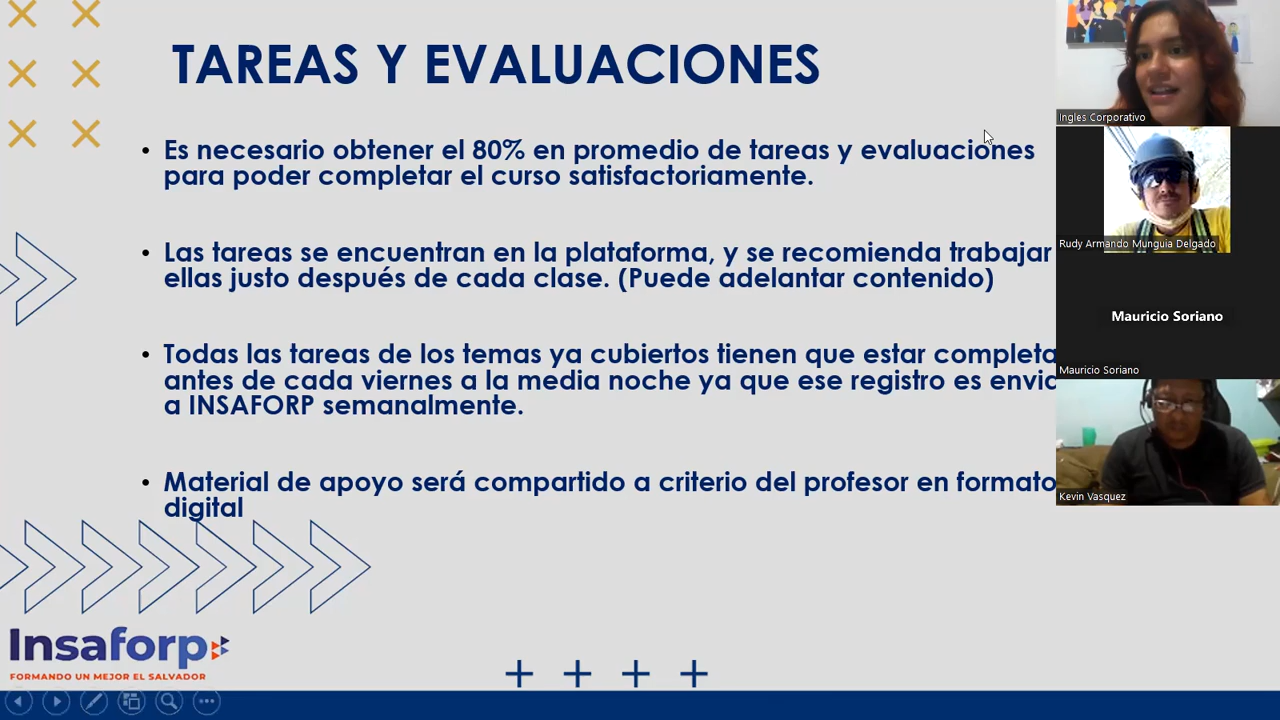 TAREAS Y EVALUACIONES
• Es necesario obtener el 80% en promedio de tareas y evaluaciones
para poder completar el curso satisfactoriamente.
• Las tareas se encuentran en la plataforma, y se recomienda trabajar
ellas justo después de cada clase. (Puede adelantar contenido)
• Todas las tareas de los temas ya cubiertos tienen que estar completa
antes de cada viernes a la media noche ya que ese registro es envia
a INSAFORP semanalmente.
• Material de apoyo será compartido a criterio del profesor en formato
digital
Insaforp
FORMANDO UN MEJOR EL SALVADOR
Ingles Corporativo
Rudy Armando Munguia Delgado
Mauricio Soriano
Mauricio Soriano
Kevin Vasquez